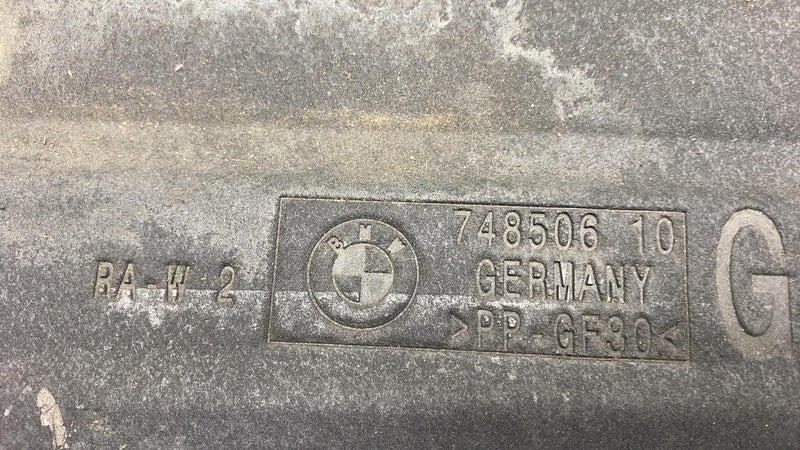 BMW
748506 10
GERMANY
>PP-GF30<
RA-W 2
G